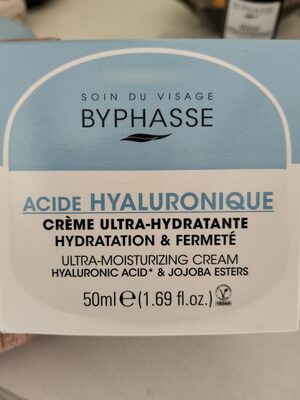 SOIN DU VISAGE
BYPHASSE
ACIDE HYALURONIQUE
CRÈME ULTRA-HYDRATANTE
HYDRATATION & FERMETÉ
ULTRA-MOISTURIZING CREAM
HYALURONIC ACID* & JOJOBA ESTERS
50ml ℮ (1.69 fl.oz.)
VEGAN